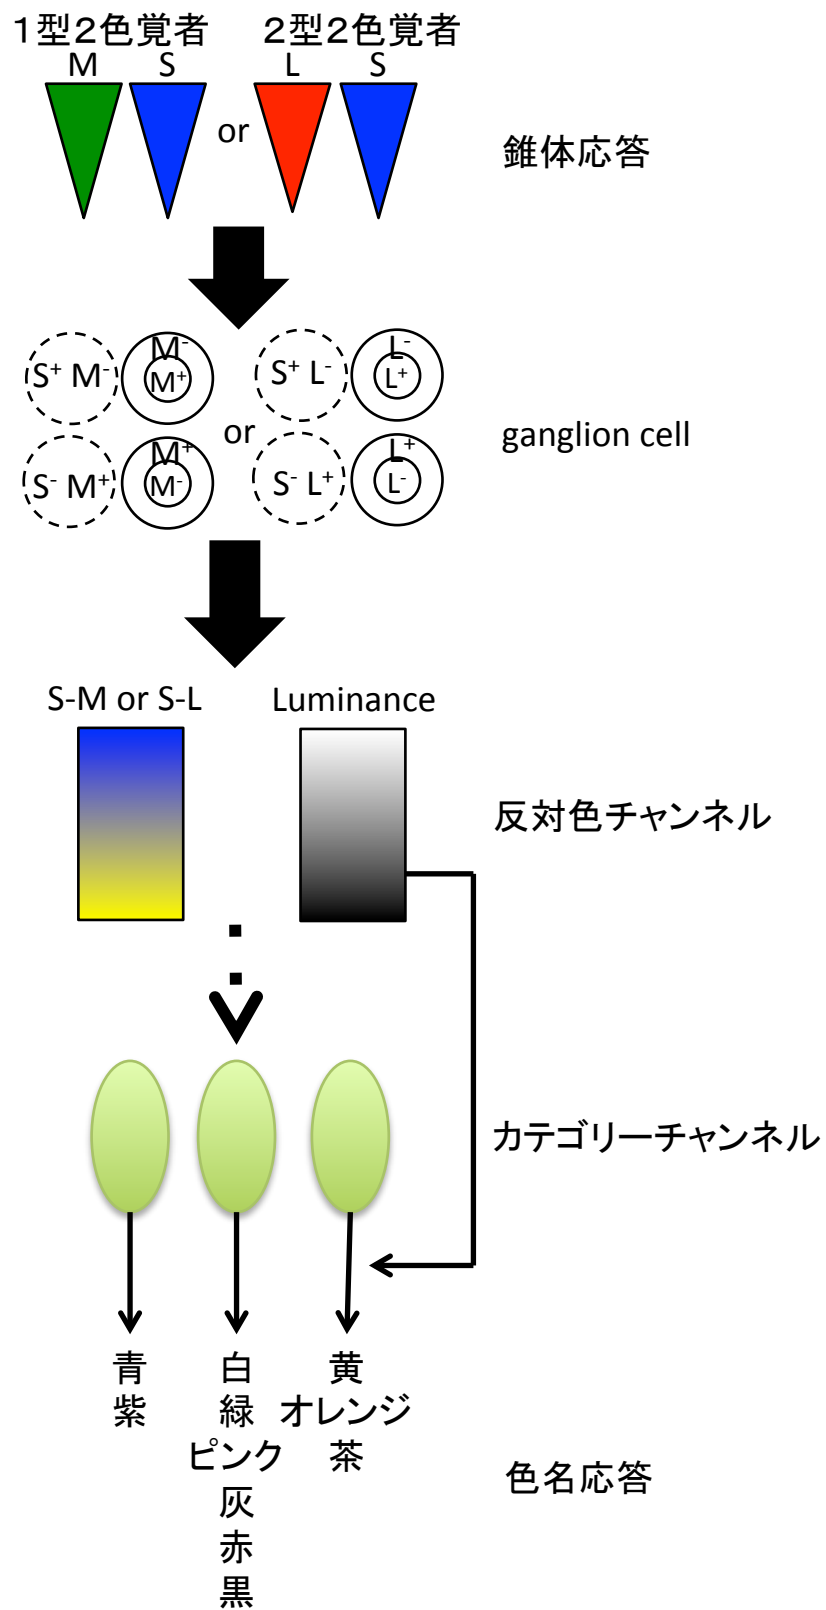 1型2色覚者 2型2色覚者
M S L S
or
錐体応答
S⁺ M⁻ M⁻ M⁺ S⁺ L⁻ L⁻ L⁺
or
ganglion cell
S⁻ M⁺ M⁺ M⁻ S⁻ L⁺ L⁺ L⁻
S-M or S-L Luminance
反対色チャンネル
カテゴリーチャンネル
青 白 黄
紫 緑 オレンジ
ピンク 茶
色名応答
灰
赤
黒